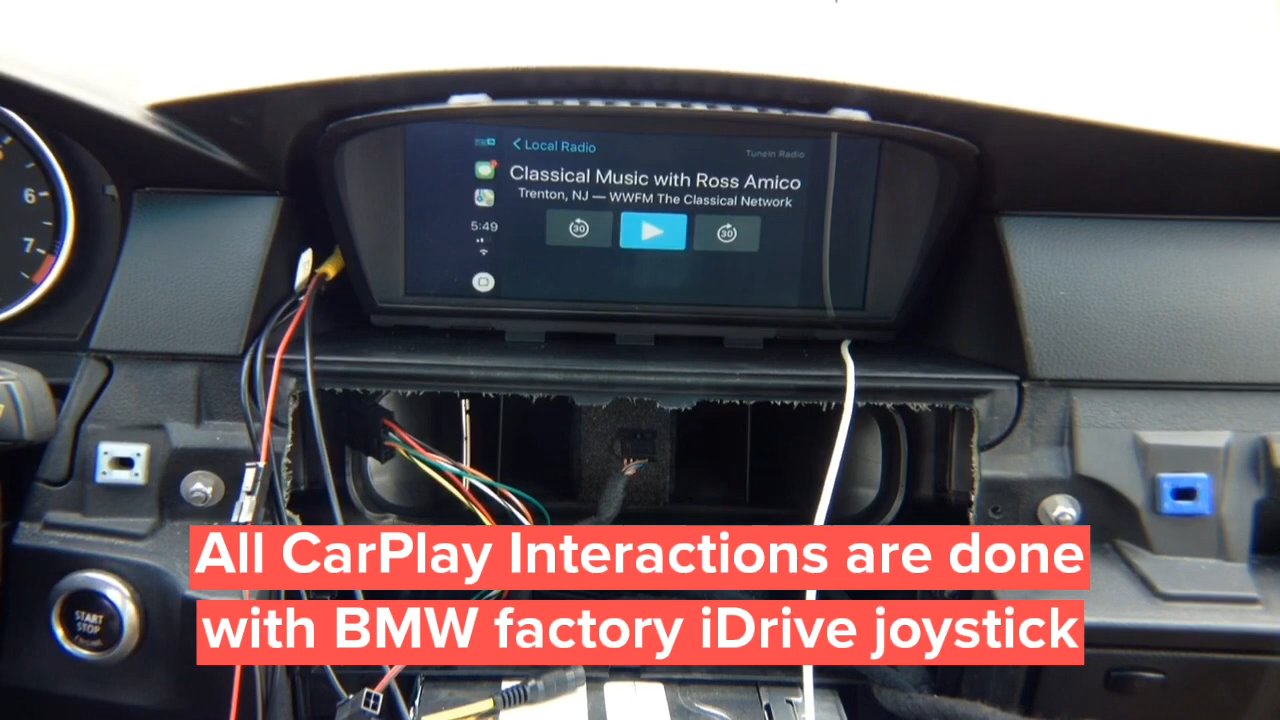 6
7
Local Radio
TuneIn Radio
Classical Music with Ross Amico
Trenton, NJ — WWFM The Classical Network
30
30
5:49
START
STOP
All CarPlay Interactions are done
with BMW factory iDrive joystick